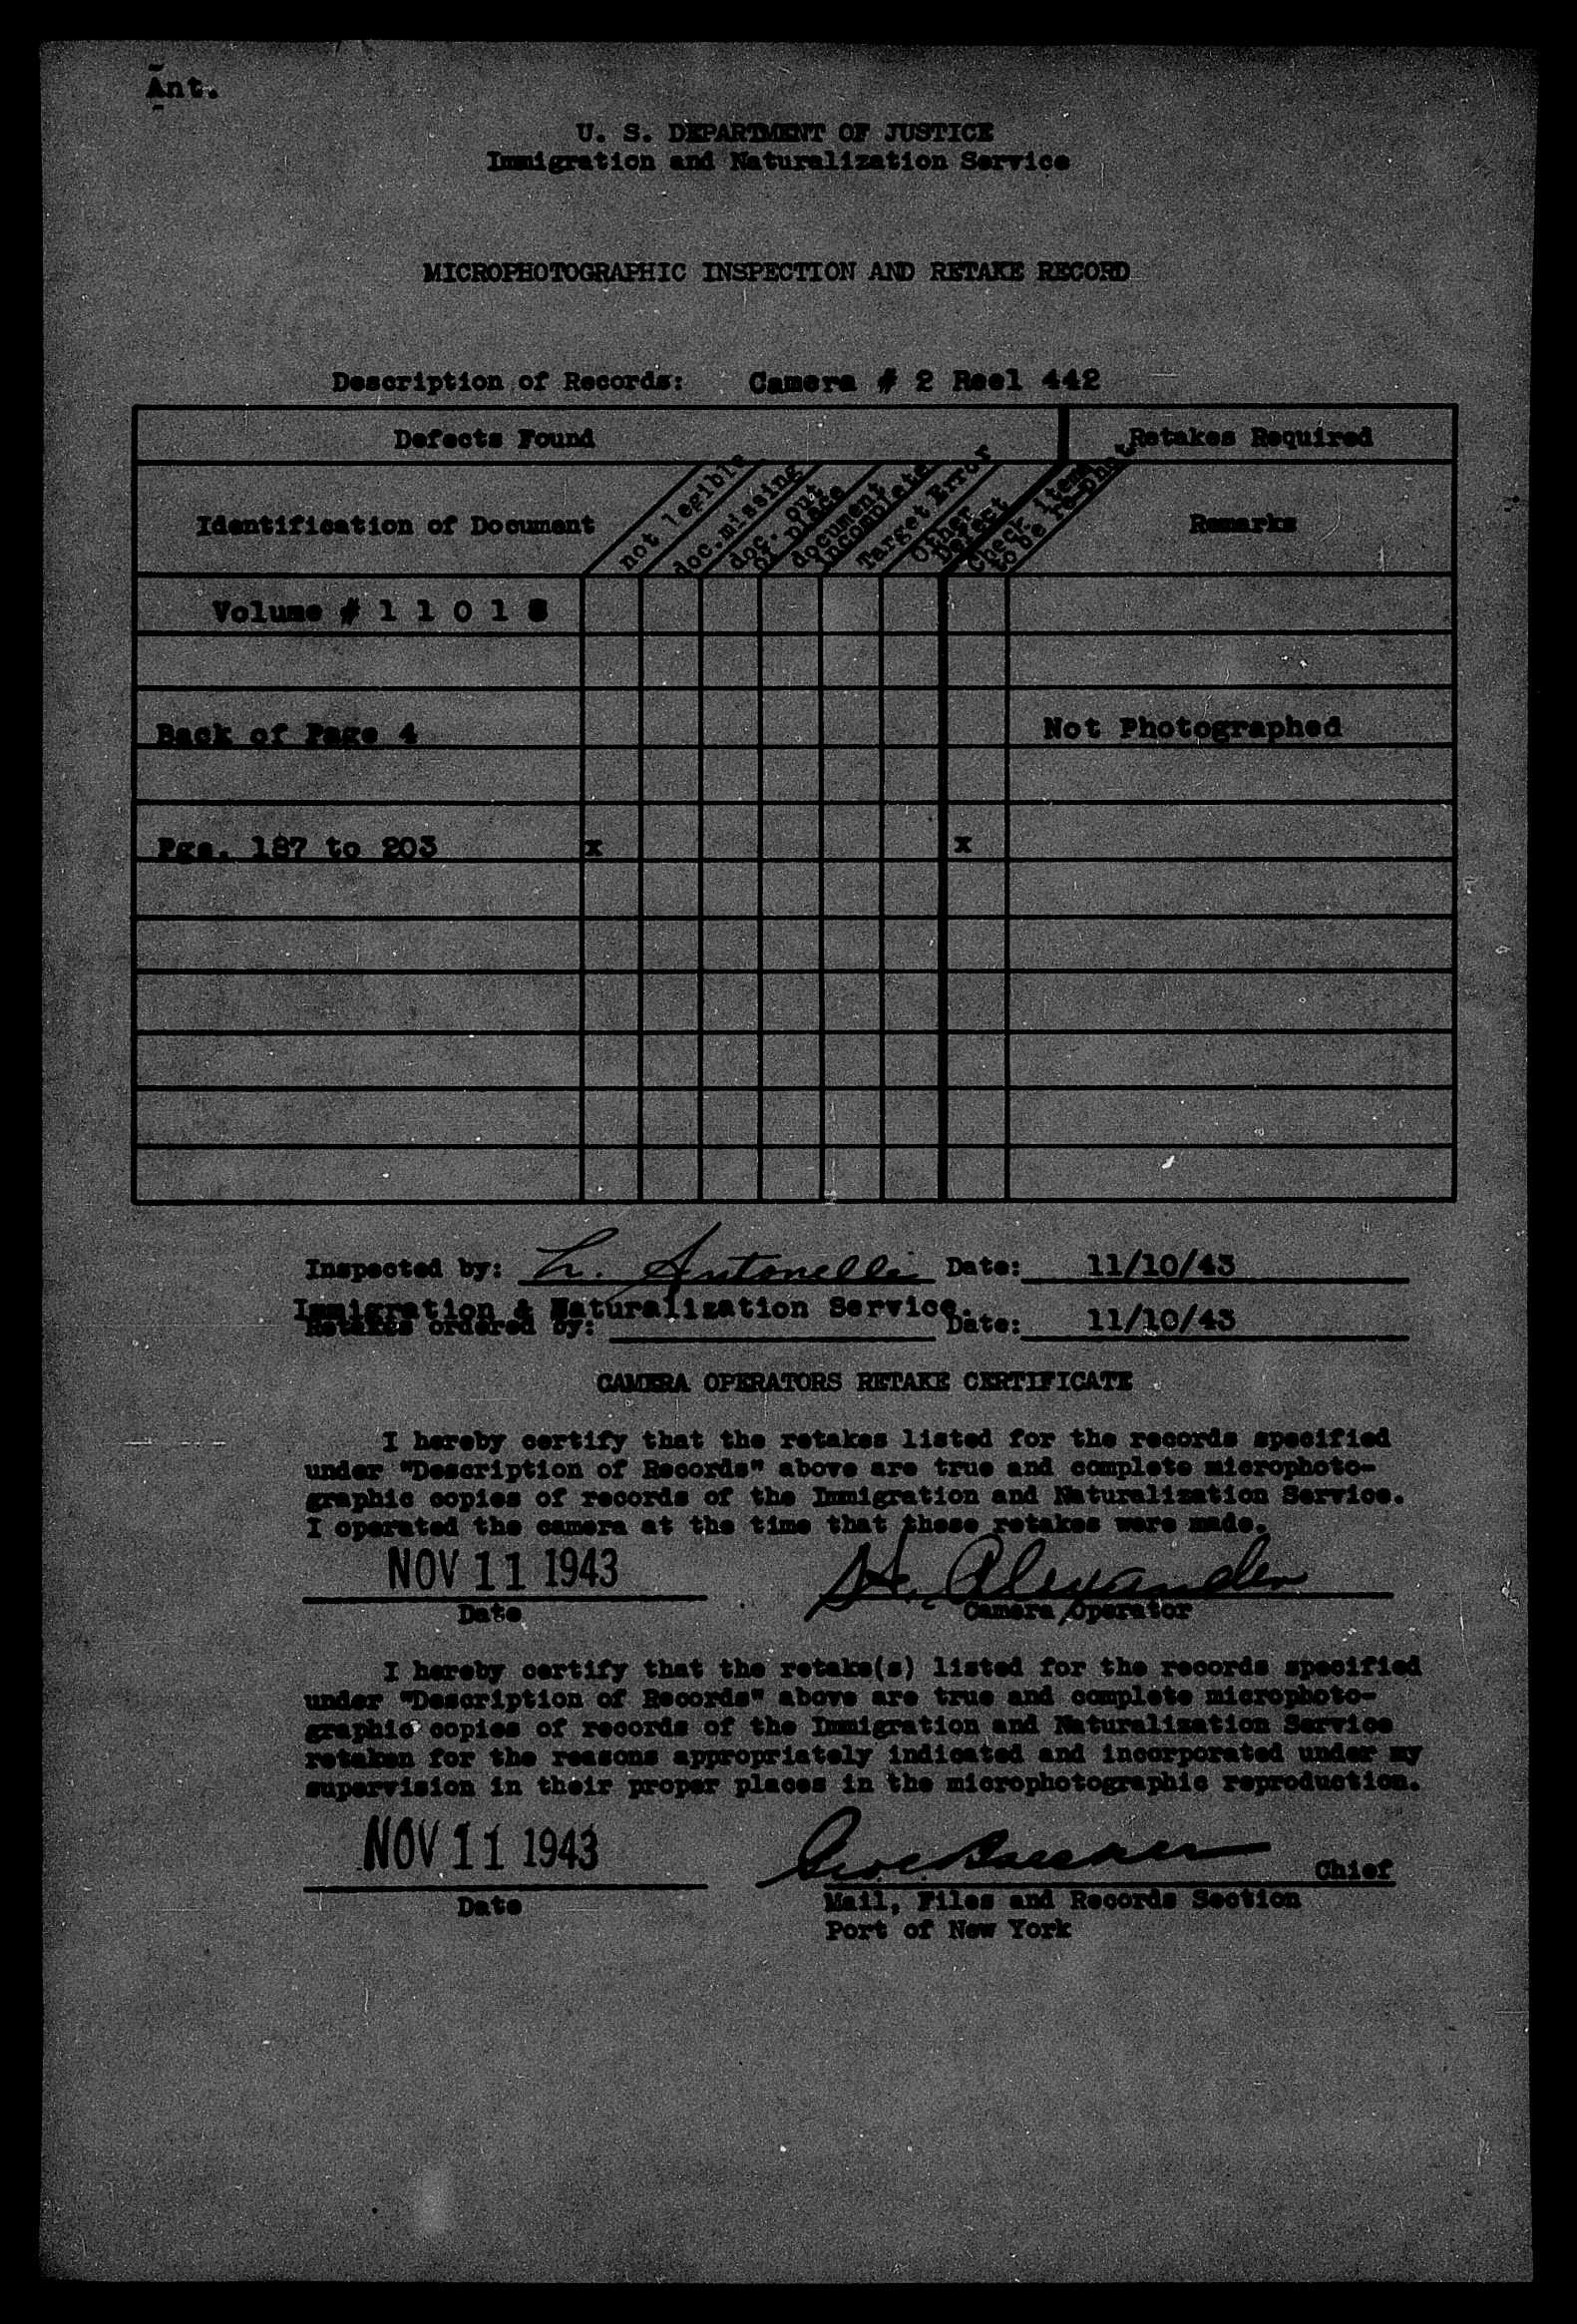 Ant.
U. S. DEPARTMENT OF JUSTICE
Immigration and Naturalization Service
MICROPHOTOGRAPHIC INSPECTION AND RETAKE RECORD
Description of Records: Camera # 2 Reel 442
Defects Found Retakes Required
Identification of Document
not legible
doc.missing
doc. out
of place
document
incomplete
Target Error
Other
Defect
Check item
to be rephot.
Remarks
Volume # 1 1 0 1
Back of Page 4 Not Photographed
Pgs. 187 to 203 x x
Inspected by: L. Antonelli Date: 11/10/43
Immigration & Naturalization Service.
Retakes ordered by: Date: 11/10/43
CAMERA OPERATORS RETAKE CERTIFICATE
I hereby certify that the retakes listed for the records specified
under "Description of Records" above are true and complete microphoto-
graphic copies of records of the Immigration and Naturalization Service.
I operated the camera at the time that these retakes were made.
NOV 11 1943 Alexander
Date Camera Operator
I hereby certify that the retake(s) listed for the records specified
under "Description of Records" above are true and complete microphoto-
graphic copies of records of the Immigration and Naturalization Service
retaken for the reasons appropriately indicated and incorporated under my
supervision in their proper places in the microphotographic reproduction.
NOV 11 1943 Chief
Date Mail, Files and Records Section
Port of New York